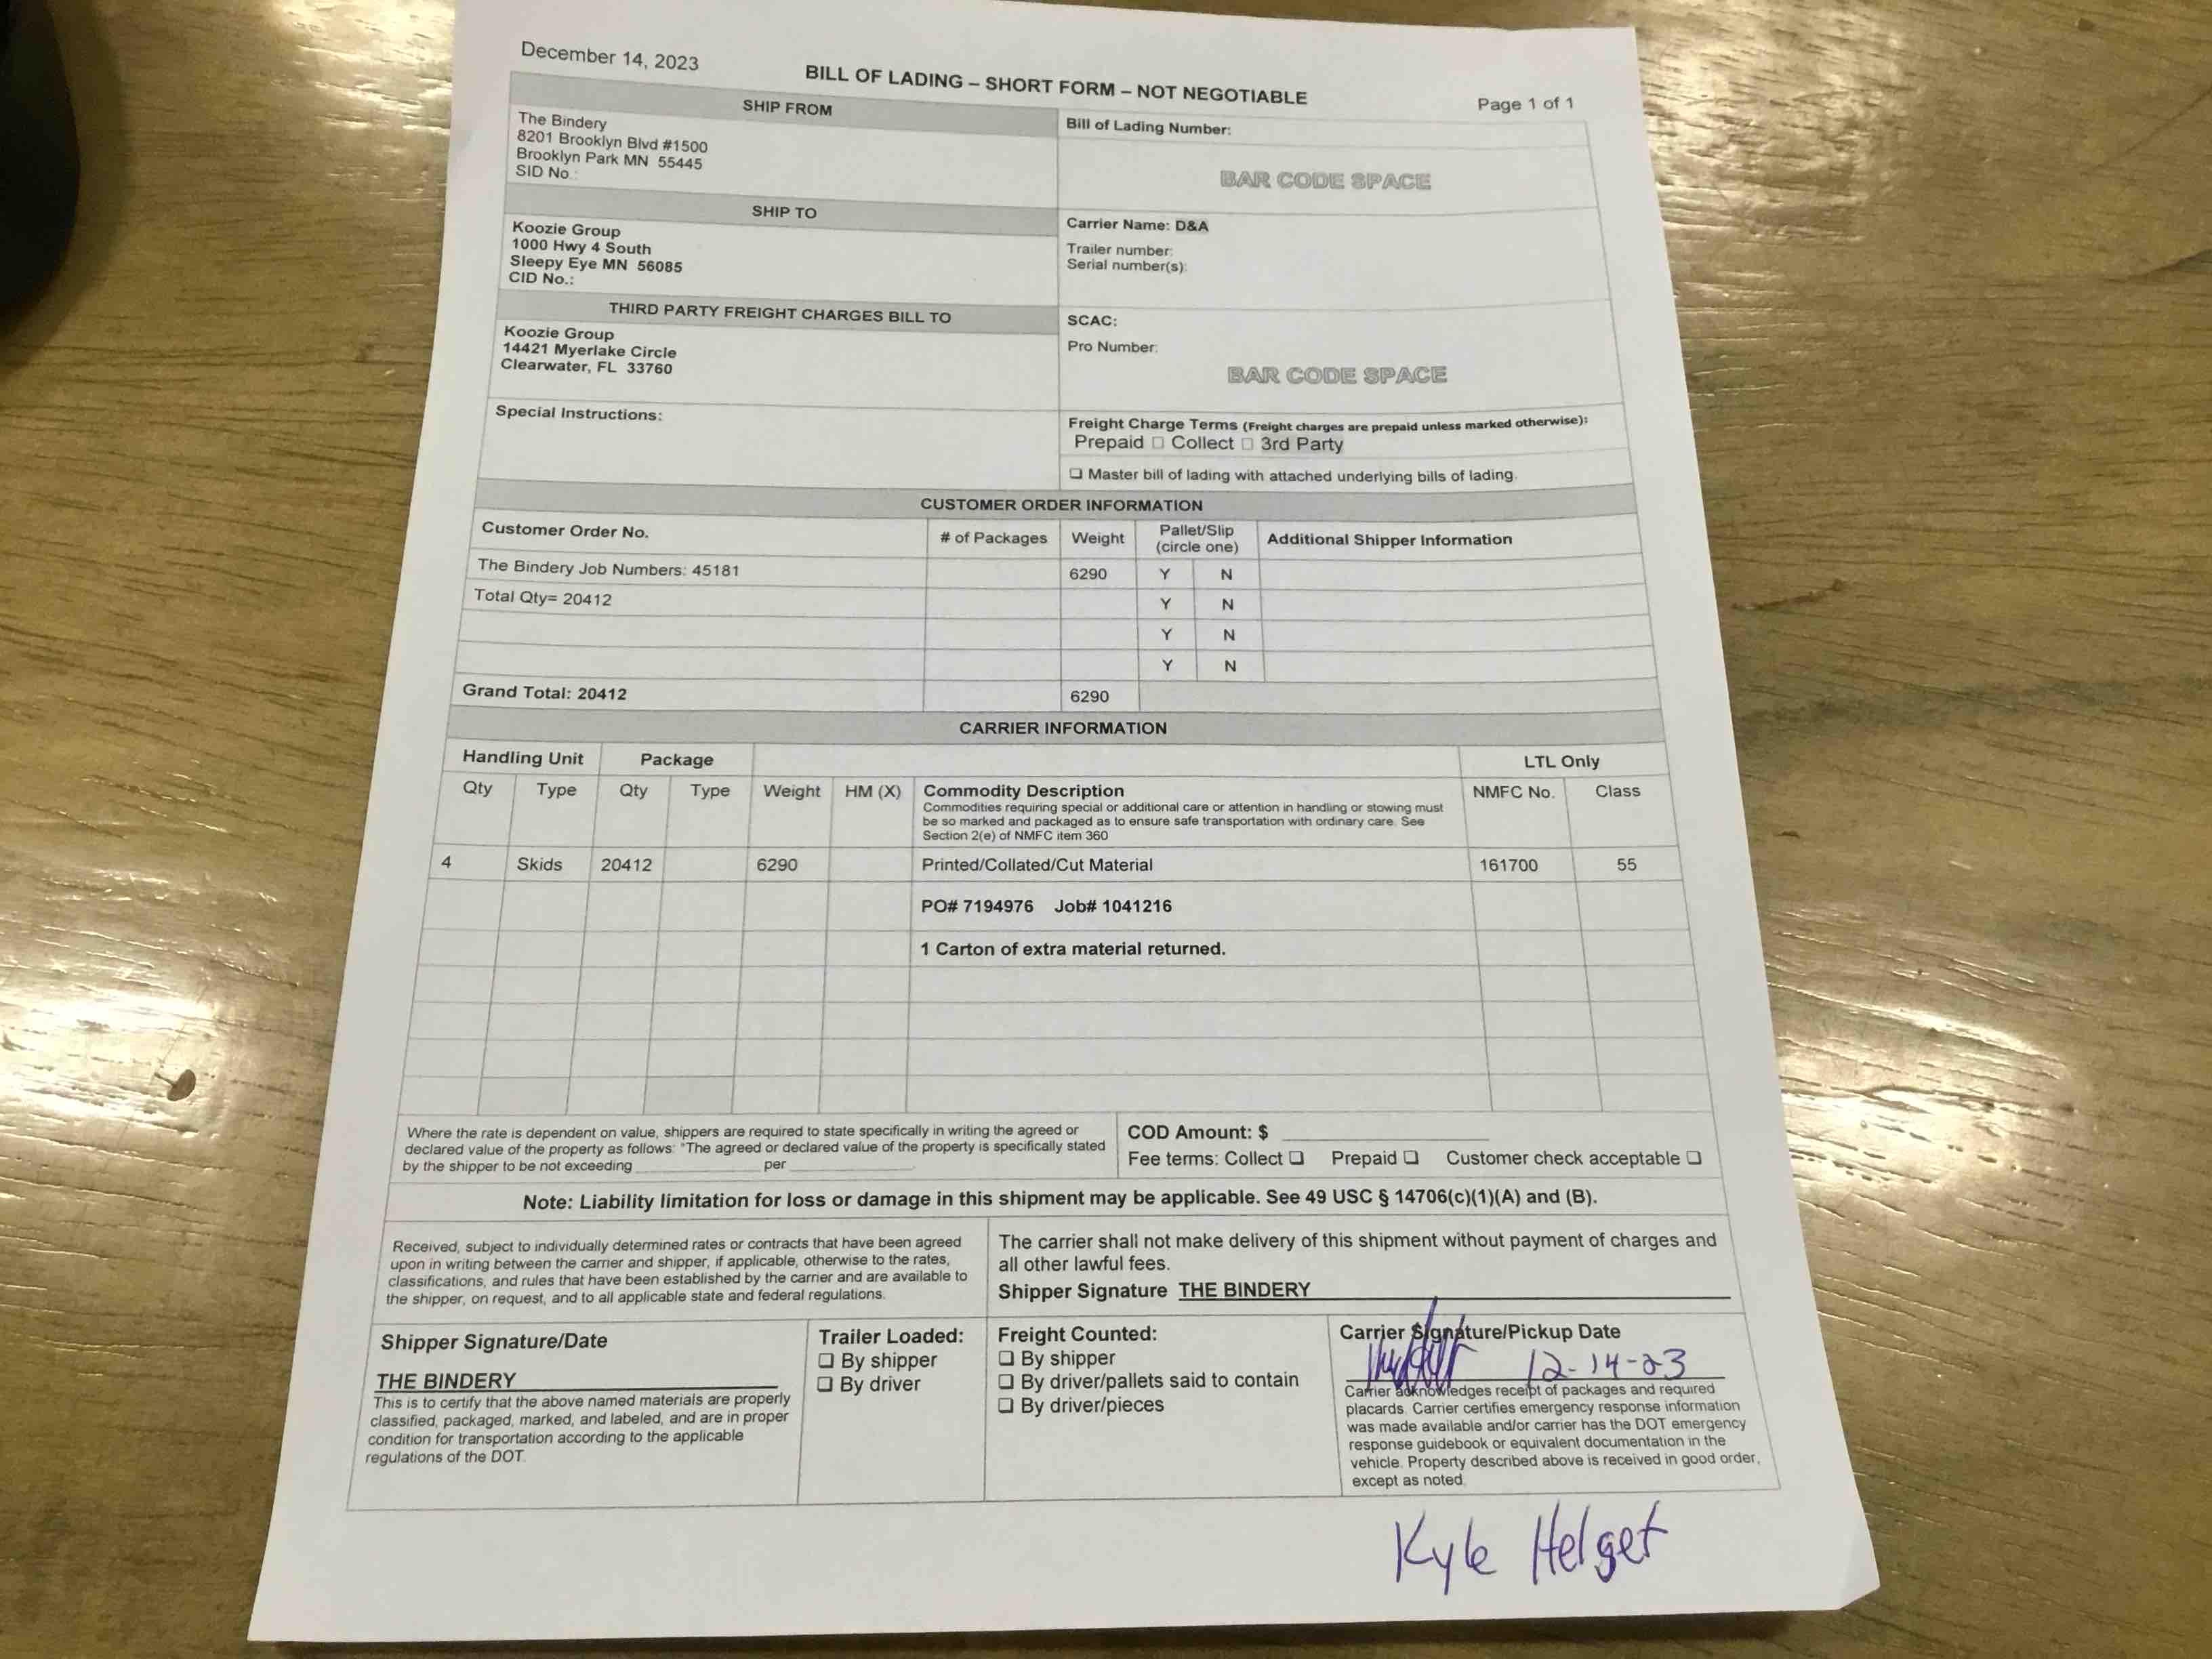 December 14, 2023
BILL OF LADING – SHORT FORM – NOT NEGOTIABLE
Page 1 of 1
SHIP FROM
The Bindery
8201 Brooklyn Blvd #1500
Brooklyn Park MN 55445
SID No.:
Bill of Lading Number:
BAR CODE SPACE
SHIP TO
Koozie Group
1000 Hwy 4 South
Sleepy Eye MN 56085
CID No.:
Carrier Name: D&A
Trailer number:
Serial number(s):
THIRD PARTY FREIGHT CHARGES BILL TO
Koozie Group
14421 Myerlake Circle
Clearwater, FL 33760
SCAC:
Pro Number:
BAR CODE SPACE
Special Instructions:
Freight Charge Terms (Freight charges are prepaid unless marked otherwise):
Prepaid ☐ Collect ☐ 3rd Party
❑ Master bill of lading with attached underlying bills of lading.
CUSTOMER ORDER INFORMATION
Customer Order No. # of Packages Weight Pallet/Slip (circle one) Additional Shipper Information
The Bindery Job Numbers: 45181 6290 Y N
Total Qty= 20412 Y N
Y N
Y N
Grand Total: 20412 6290
CARRIER INFORMATION
Handling Unit Package LTL Only
Qty Type Qty Type Weight HM (X) Commodity Description NMFC No. Class
Commodities requiring special or additional care or attention in handling or stowing must
be so marked and packaged as to ensure safe transportation with ordinary care. See
Section 2(e) of NMFC item 360
4 Skids 20412 6290 Printed/Collated/Cut Material 161700 55
PO# 7194976 Job# 1041216
1 Carton of extra material returned.
Where the rate is dependent on value, shippers are required to state specifically in writing the agreed or
declared value of the property as follows: "The agreed or declared value of the property is specifically stated
by the shipper to be not exceeding ____________ per ____________.
COD Amount: $ ____________
Fee terms: Collect ❑ Prepaid ❑ Customer check acceptable ❑
Note: Liability limitation for loss or damage in this shipment may be applicable. See 49 USC § 14706(c)(1)(A) and (B).
Received, subject to individually determined rates or contracts that have been agreed
upon in writing between the carrier and shipper, if applicable, otherwise to the rates,
classifications, and rules that have been established by the carrier and are available to
the shipper, on request, and to all applicable state and federal regulations.
The carrier shall not make delivery of this shipment without payment of charges and
all other lawful fees.
Shipper Signature THE BINDERY
Shipper Signature/Date
THE BINDERY
This is to certify that the above named materials are properly
classified, packaged, marked, and labeled, and are in proper
condition for transportation according to the applicable
regulations of the DOT.
Trailer Loaded:
❑ By shipper
❑ By driver
Freight Counted:
❑ By shipper
❑ By driver/pallets said to contain
❑ By driver/pieces
Carrier Signature/Pickup Date
12-14-23
Carrier acknowledges receipt of packages and required
placards. Carrier certifies emergency response information
was made available and/or carrier has the DOT emergency
response guidebook or equivalent documentation in the
vehicle. Property described above is received in good order,
except as noted.
Kyle Helget